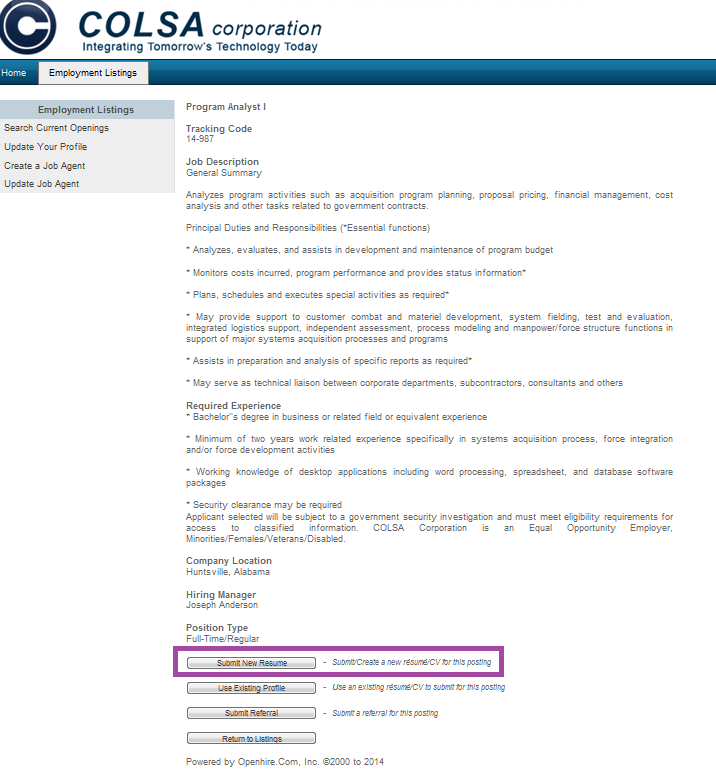 COLSA corporation
Integrating Tomorrow's Technology Today
Home
Employment Listings
Employment Listings
Search Current Openings
Update Your Profile
Create a Job Agent
Update Job Agent
Program Analyst I
Tracking Code
14-987
Job Description
General Summary
Analyzes program activities such as acquisition program planning, proposal pricing, financial management, cost
analysis and other tasks related to government contracts.
Principal Duties and Responsibilities (*Essential functions)
* Analyzes, evaluates, and assists in development and maintenance of program budget
* Monitors costs incurred, program performance and provides status information*
* Plans, schedules and executes special activities as required*
* May provide support to customer combat and materiel development, system fielding, test and evaluation,
integrated logistics support, independent assessment, process modeling and manpower/force structure functions in
support of major systems acquisition processes and programs
* Assists in preparation and analysis of specific reports as required*
* May serve as technical liaison between corporate departments, subcontractors, consultants and others
Required Experience
* Bachelor''s degree in business or related field or equivalent experience
* Minimum of two years work related experience specifically in systems acquisition process, force integration
and/or force development activities
* Working knowledge of desktop applications including word processing, spreadsheet, and database software
packages
* Security clearance may be required
Applicant selected will be subject to a government security investigation and must meet eligibility requirements for
access to classified information. COLSA Corporation is an Equal Opportunity Employer,
Minorities/Females/Veterans/Disabled.
Company Location
Huntsville, Alabama
Hiring Manager
Joseph Anderson
Position Type
Full-Time/Regular
Submit New Resume - Submit/Create a new résumé/CV for this posting
Use Existing Profile - Use an existing résumé/CV to submit for this posting
Submit Referral - Submit a referral for this posting
Return to Listings
Powered by Openhire.Com, Inc. ©2000 to 2014